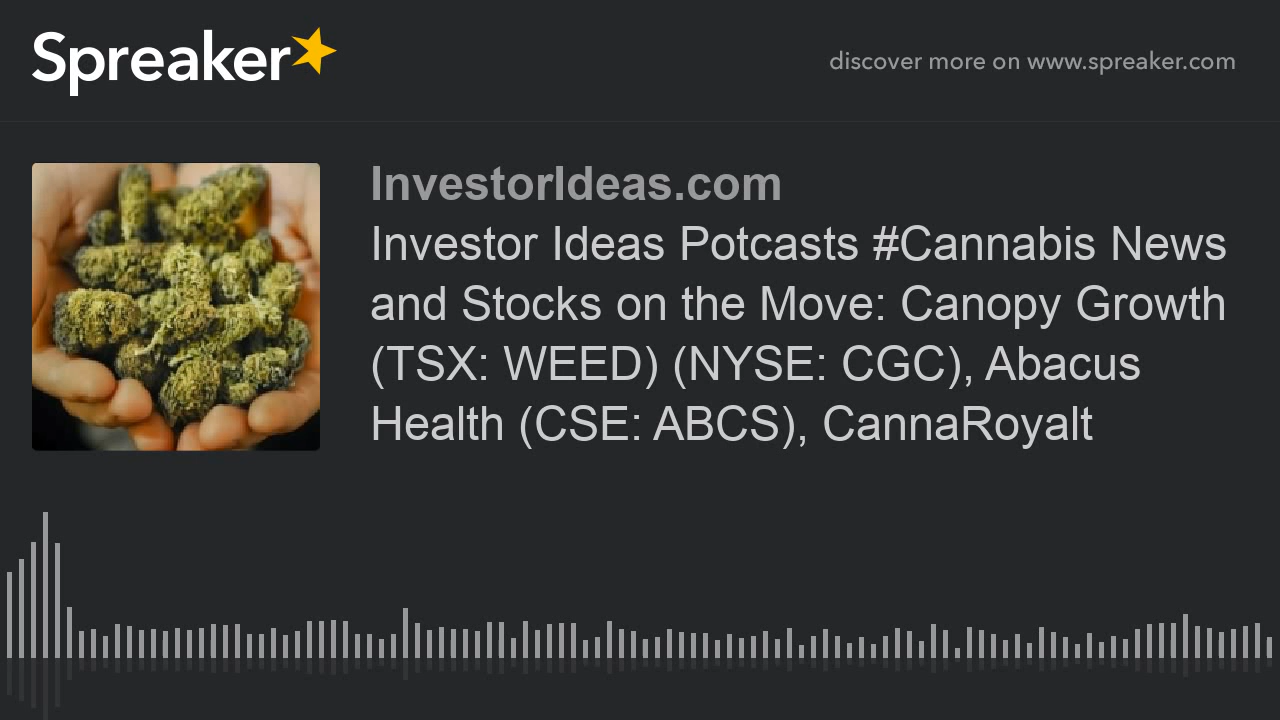 Spreaker
discover more on www.spreaker.com
InvestorIdeas.com
Investor Ideas Potcasts #Cannabis News
and Stocks on the Move: Canopy Growth
(TSX: WEED) (NYSE: CGC), Abacus
Health (CSE: ABCS), CannaRoyalt